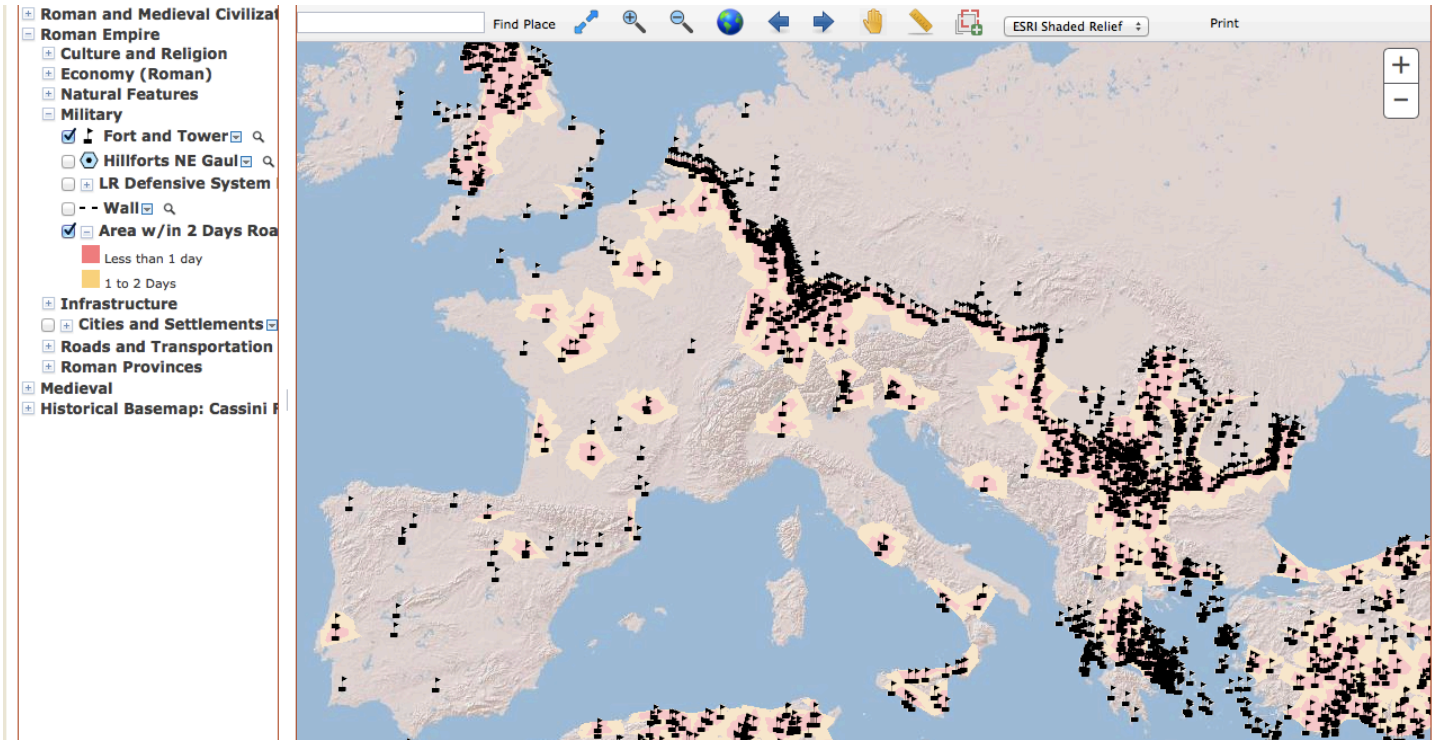 Roman and Medieval Civilizat
Roman Empire
Culture and Religion
Economy (Roman)
Natural Features
Military
Fort and Tower
Hillforts NE Gaul
LR Defensive System
Wall
Area w/in 2 Days Roa
Less than 1 day
1 to 2 Days
Infrastructure
Cities and Settlements
Roads and Transportation
Roman Provinces
Medieval
Historical Basemap: Cassini
Find Place
ESRI Shaded Relief
Print